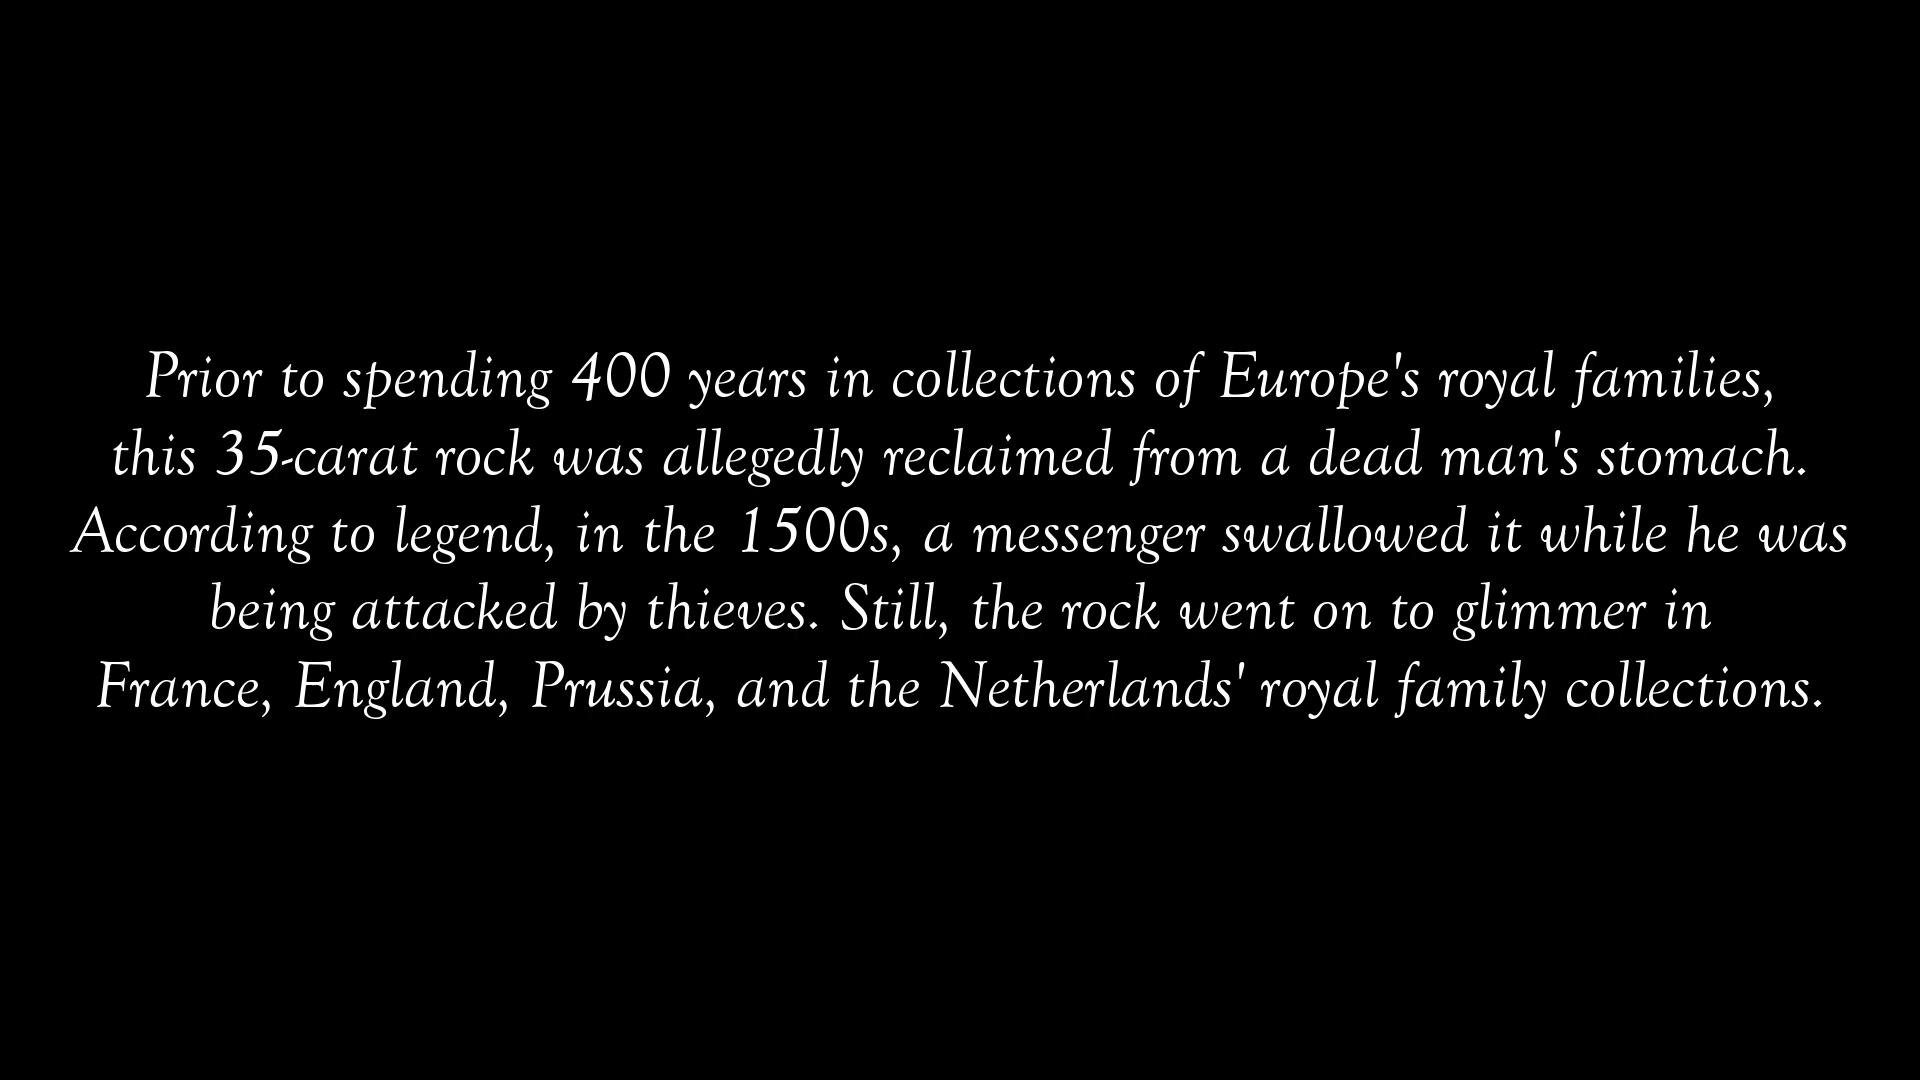 Prior to spending 400 years in collections of Europe's royal families,
this 35-carat rock was allegedly reclaimed from a dead man's stomach.
According to legend, in the 1500s, a messenger swallowed it while he was
being attacked by thieves. Still, the rock went on to glimmer in
France, England, Prussia, and the Netherlands' royal family collections.